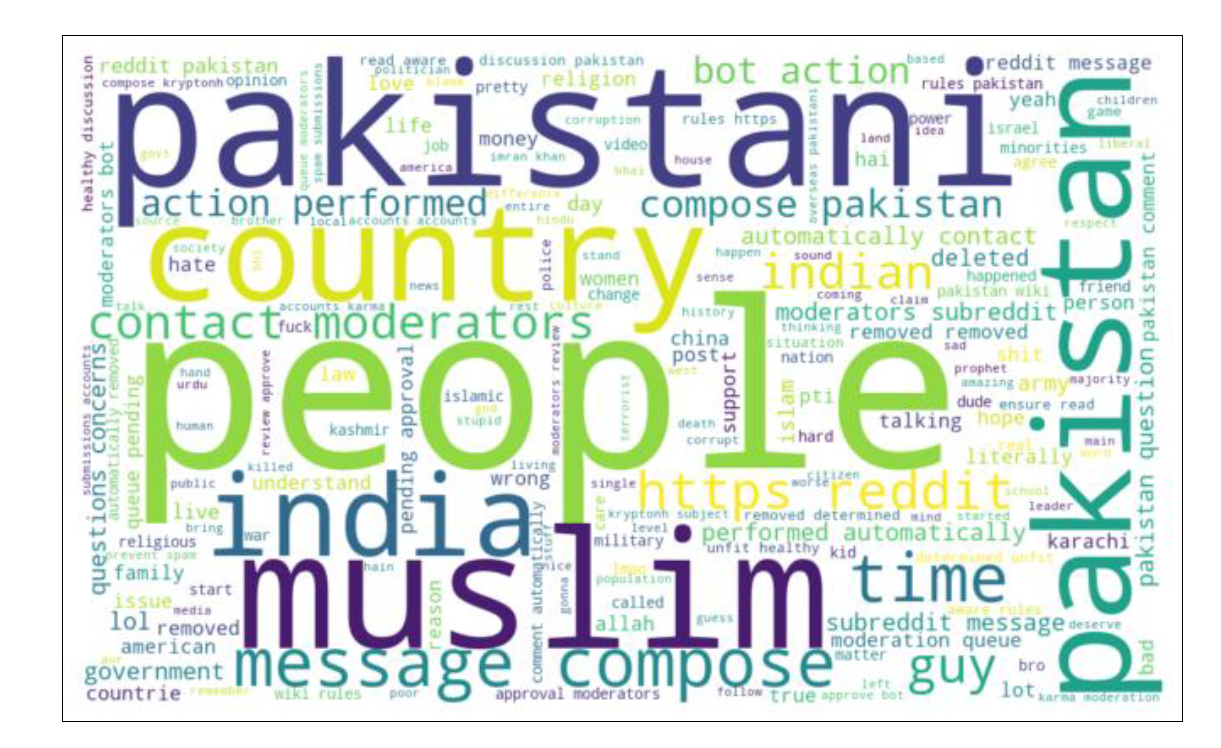 reddit pakistan
compose kryptonh
opinion
healthy discussion
moderators bot
govt
queue moderators
spam submissions
read aware
politician
love
blame
discussion pakistan
pretty
religion
life
job
america
money
imran khan
corruption
video
bhai
house
land
bot action
based
rules pakistan
rules https
power
idea
hai
overseas pakistani
reddit message
yeah
children
game
israel
minorities
liberal
agree
pakistani
pakistan
action performed
source
brother
local
accounts accounts
difference
entire
day
hindu
compose pakistan
respect
pakistan comment
country
society
hate
bhi
news
police
stand
women
change
happen
sense
automatically contact
sound
indian
coming
claim
deleted
happened
pakistan wiki
friend
person
talk
accounts karma
rest
culture
contact moderators
fuck
history
moderators subreddit
thinking
removed removed
china
post
situation
nation
sad
shit
west
prophet
amazing
army
majority
people
questions concerns
submissions accounts
automatically removed
queue pending
hand
urdu
human
review approve
law
islamic
god
stupid
kashmir
pending approval
moderators review
terrorist
support
death
corrupt
islam
hard
pti
dude
talking
ensure read
hope
real
main
word
literally
pakistan question
killed
understand
public
live
bring
living
wrong
single
care
citizen
worse
https reddit
school
leader
india
war
religious
prevent spam
hain
family
start
issue
media
stuff
nice
gonna
comment automatically
kryptonh subject
level
military
removed determined
mind
started
performed automatically
unfit healthy
kid
karachi
determined unfit
muslim
lmao
population
called
guess
allah
time
aware rules
lol
removed
reason
american
subreddit message
deserve
moderation queue
matter
bad
government
aur
message compose
guy
bro
countrie
remember
wiki rules
poor
approval moderators
follow
true
left
approve bot
lot
karma moderation